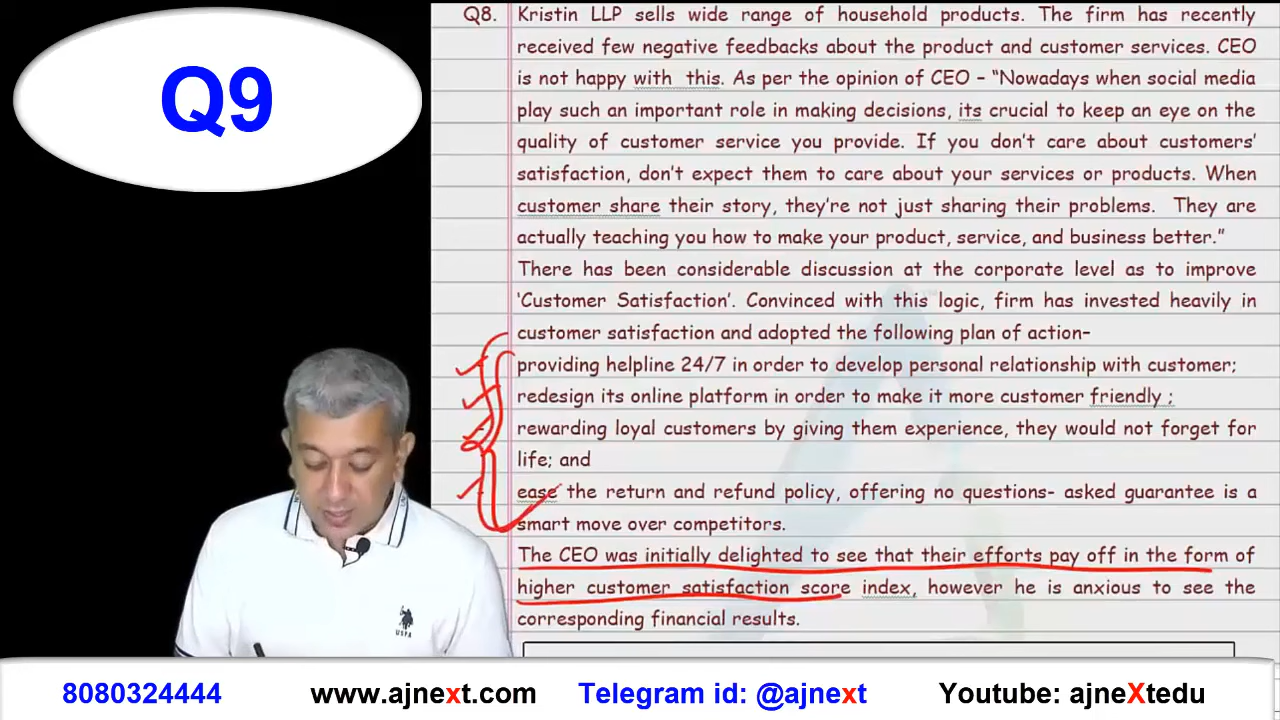 Q9
Q8. Kristin LLP sells wide range of household products. The firm has recently
received few negative feedbacks about the product and customer services. CEO
is not happy with this. As per the opinion of CEO – “Nowadays when social media
play such an important role in making decisions, its crucial to keep an eye on the
quality of customer service you provide. If you don’t care about customers’
satisfaction, don’t expect them to care about your services or products. When
customer share their story, they’re not just sharing their problems. They are
actually teaching you how to make your product, service, and business better.”
There has been considerable discussion at the corporate level as to improve
‘Customer Satisfaction’. Convinced with this logic, firm has invested heavily in
customer satisfaction and adopted the following plan of action–
providing helpline 24/7 in order to develop personal relationship with customer;
redesign its online platform in order to make it more customer friendly ;
rewarding loyal customers by giving them experience, they would not forget for
life; and
ease the return and refund policy, offering no questions- asked guarantee is a
smart move over competitors.
The CEO was initially delighted to see that their efforts pay off in the form of
higher customer satisfaction score index, however he is anxious to see the
corresponding financial results.
USPA
8080324444 www.ajnext.com Telegram id: @ajnext Youtube: ajneXtedu